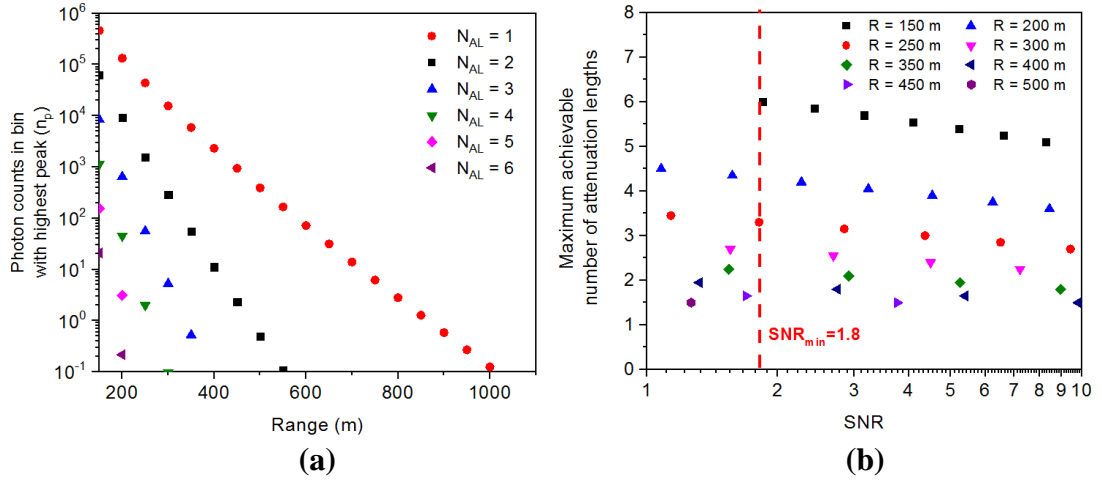 (a)
Photon counts in bin
with highest peak (n_p)
10^6
10^5
10^4
10^3
10^2
10^1
10^0
10^-1
200
400
600
800
1000
Range (m)
N_AL = 1
N_AL = 2
N_AL = 3
N_AL = 4
N_AL = 5
N_AL = 6
(b)
Maximum achievable
number of attenuation lengths
8
7
6
5
4
3
2
1
0
1
2
3
4
5
6
7
8
9
10
SNR
R = 150 m
R = 200 m
R = 250 m
R = 300 m
R = 350 m
R = 400 m
R = 450 m
R = 500 m
SNR_min=1.8